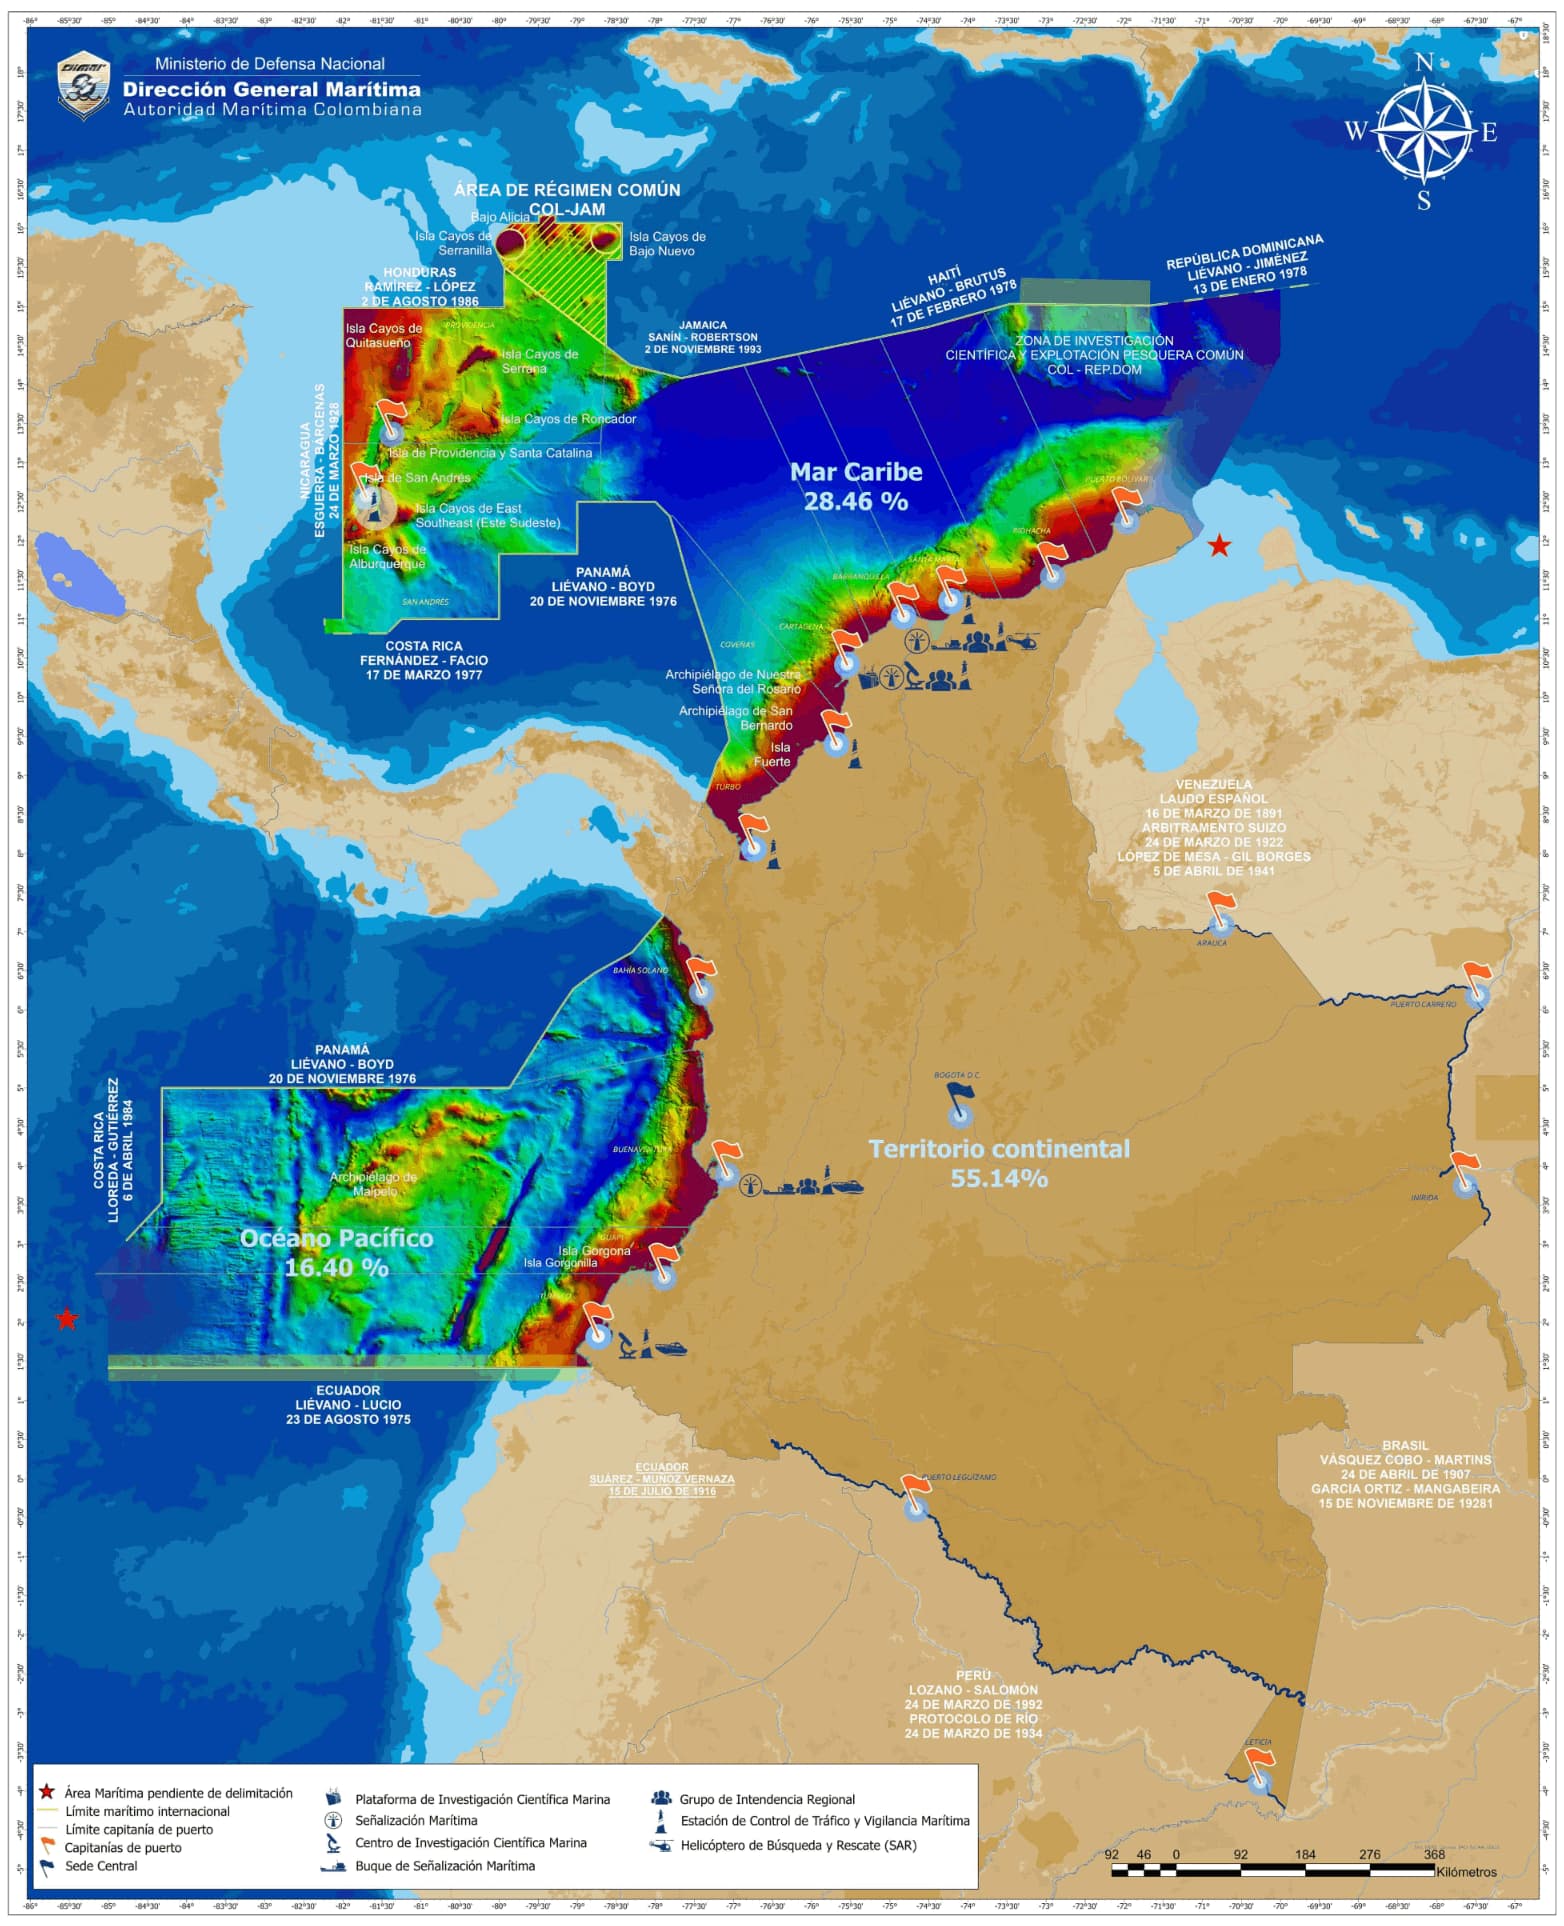 Ministerio de Defensa Nacional
Dirección General Marítima
Autoridad Marítima Colombiana
N
W
E
S
ÁREA DE RÉGIMEN COMÚN
COL-JAM
Bajo Alicia
Isla Cayos de
Serranilla
Isla Cayos de
Bajo Nuevo
HONDURAS
RAMÍREZ - LÓPEZ
2 DE AGOSTO 1986
PROVIDENCIA
Isla Cayos de
Quitasueño
Isla Cayos de
Serrana
Isla Cayos de Roncador
Isla de Providencia y Santa Catalina
Isla de San Andrés
Isla Cayos de East
Southeast (Este Sudeste)
Isla Cayos de
Alburquerque
SAN ANDRÉS
NICARAGUA
ESGUERRA - BÁRCENAS
24 DE MARZO 1928
JAMAICA
SANÍN - ROBERTSON
2 DE NOVIEMBRE 1993
HAITÍ
LIÉVANO - BRUTUS
17 DE FEBRERO 1978
REPÚBLICA DOMINICANA
LIÉVANO - JIMÉNEZ
13 DE ENERO 1978
ZONA DE INVESTIGACIÓN
CIENTÍFICA Y EXPLOTACIÓN PESQUERA COMÚN
COL - REP.DOM
Mar Caribe
28.46 %
PUERTO BOLÍVAR
RIOHACHA
SANTA MARTA
BARRANQUILLA
CARTAGENA
COVEÑAS
PANAMÁ
LIÉVANO - BOYD
20 DE NOVIEMBRE 1976
COSTA RICA
FERNÁNDEZ - FACIO
17 DE MARZO 1977
Archipiélago de Nuestra
Señora del Rosario
Archipiélago de San
Bernardo
Isla
Fuerte
TURBO
VENEZUELA
LAUDO ESPAÑOL
16 DE MARZO DE 1891
ARBITRAMENTO SUIZO
24 DE MARZO DE 1922
LÓPEZ DE MESA - GIL BORGES
5 DE ABRIL DE 1941
ARAUCA
PUERTO CARREÑO
BAHÍA SOLANO
PANAMÁ
LIÉVANO - BOYD
20 DE NOVIEMBRE 1976
COSTA RICA
LLOREDA - GUTIÉRREZ
6 DE ABRIL 1984
BOGOTA D.C.
Territorio continental
55.14%
BUENAVENTURA
Archipiélago de
Malpelo
INÍRIDA
Océano Pacífico
16.40 %
GUAPI
Isla Gorgona
Isla Gorgonilla
TUMACO
ECUADOR
LIÉVANO - LUCIO
23 DE AGOSTO 1975
ECUADOR
SUÁREZ - MUÑOZ VERNAZA
15 DE JULIO DE 1916
PUERTO LEGUÍZAMO
BRASIL
VÁSQUEZ COBO - MARTINS
24 DE ABRIL DE 1907
GARCIA ORTIZ - MANGABEIRA
15 DE NOVIEMBRE DE 19281
PERÚ
LOZANO - SALOMÓN
24 DE MARZO DE 1992
PROTOCOLO DE RÍO
24 DE MARZO DE 1934
LETICIA
Área Marítima pendiente de delimitación
Límite marítimo internacional
Límite capitanía de puerto
Capitanías de puerto
Sede Central
Plataforma de Investigación Científica Marina
Señalización Marítima
Centro de Investigación Científica Marina
Buque de Señalización Marítima
Grupo de Intendencia Regional
Estación de Control de Tráfico y Vigilancia Marítima
Helicóptero de Búsqueda y Rescate (SAR)
92 46 0 92 184 276 368
Kilómetros